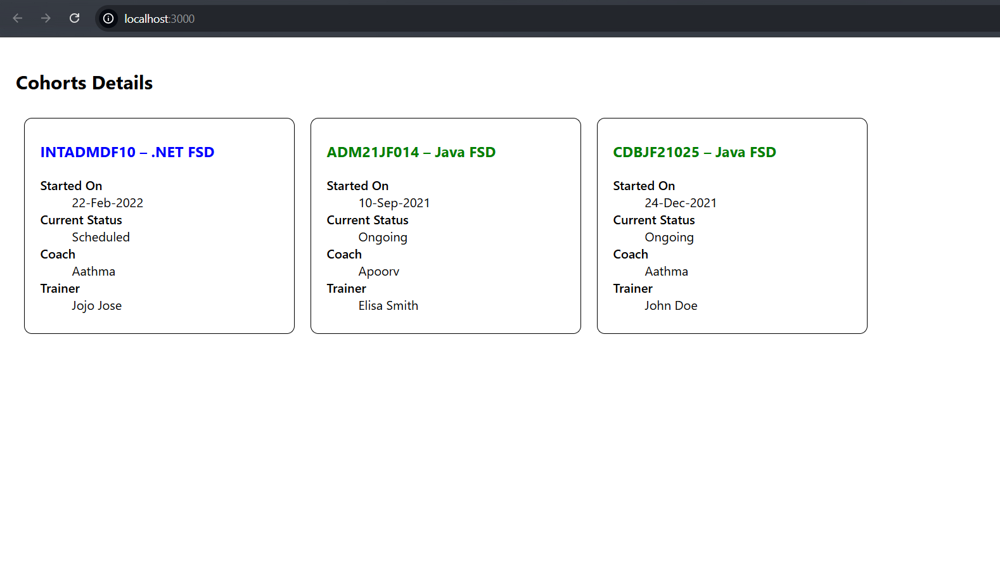 localhost:3000
Cohorts Details
INTADMDF10 – .NET FSD
Started On
22-Feb-2022
Current Status
Scheduled
Coach
Aathma
Trainer
Jojo Jose
ADM21JF014 – Java FSD
Started On
10-Sep-2021
Current Status
Ongoing
Coach
Apoorv
Trainer
Elisa Smith
CDBJF21025 – Java FSD
Started On
24-Dec-2021
Current Status
Ongoing
Coach
Aathma
Trainer
John Doe